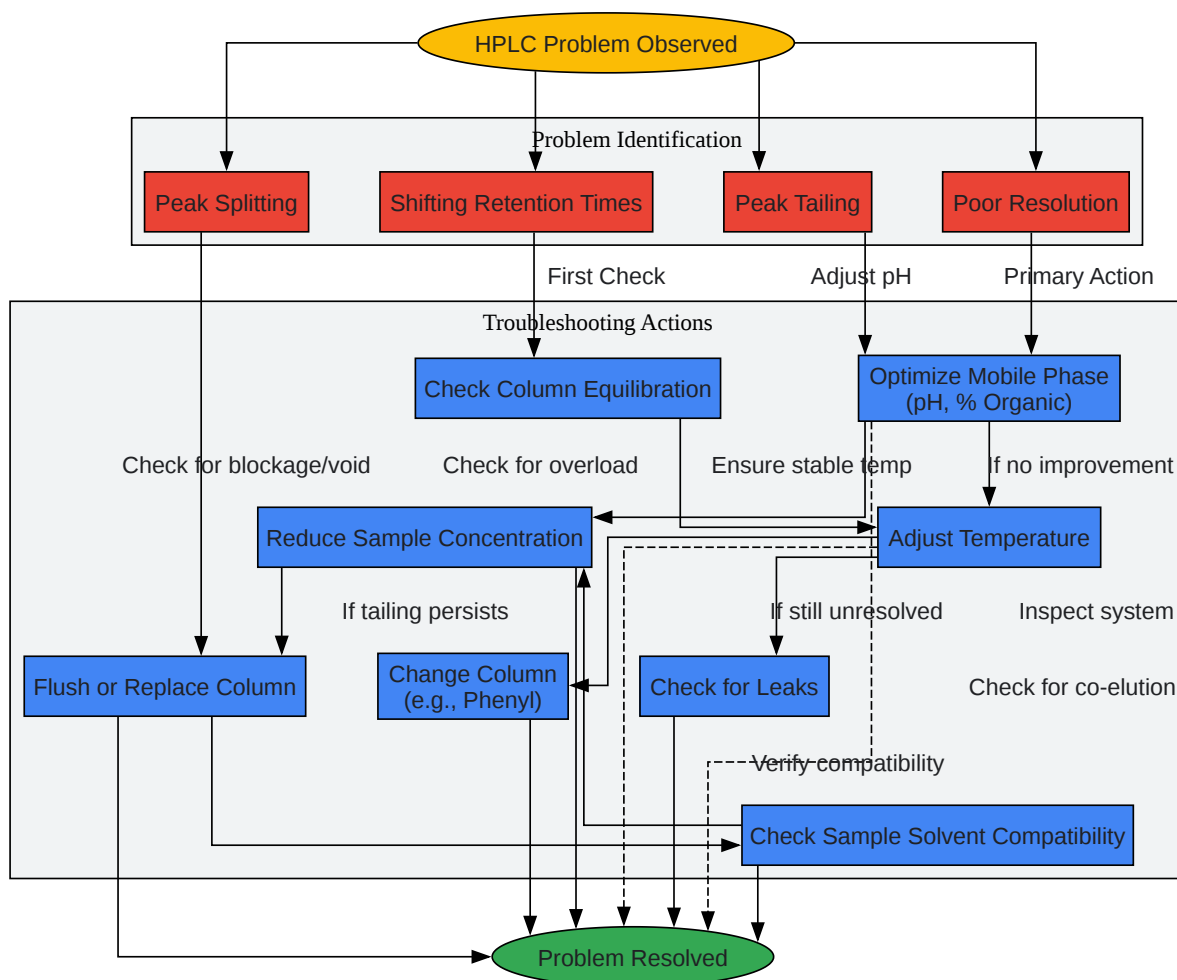 HPLC Problem Observed
Problem Identification
Peak Splitting
Shifting Retention Times
Peak Tailing
Poor Resolution
First Check
Adjust pH
Primary Action
Troubleshooting Actions
Check Column Equilibration
Optimize Mobile Phase
(pH, % Organic)
Check for blockage/void
Check for overload
Ensure stable temp
If no improvement
Reduce Sample Concentration
Adjust Temperature
If tailing persists
If still unresolved
Inspect system
Flush or Replace Column
Change Column
(e.g., Phenyl)
Check for Leaks
Check for co-elution
Verify compatibility
Check Sample Solvent Compatibility
Problem Resolved